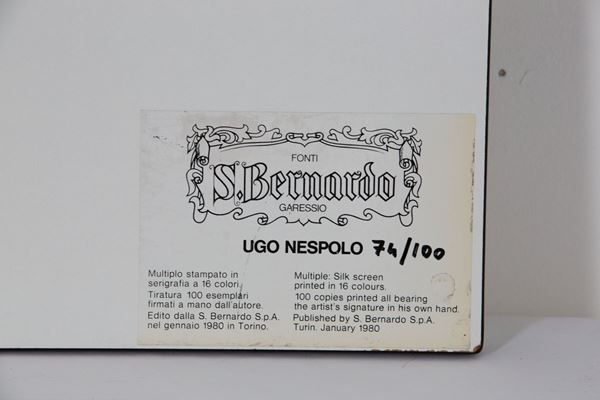 FONTI
S. Bernardo
GARESSIO
UGO NESPOLO 74/100
Multiplo stampato in
serigrafia a 16 colori.
Tiratura 100 esemplari
firmati a mano dall'autore.
Edito dalla S. Bernardo S.p.A.
nel gennaio 1980 in Torino.
Multiple: Silk screen
printed in 16 colours.
100 copies printed all bearing
the artist's signature in his own hand.
Published by S. Bernardo S.p.A.
Turin. January 1980